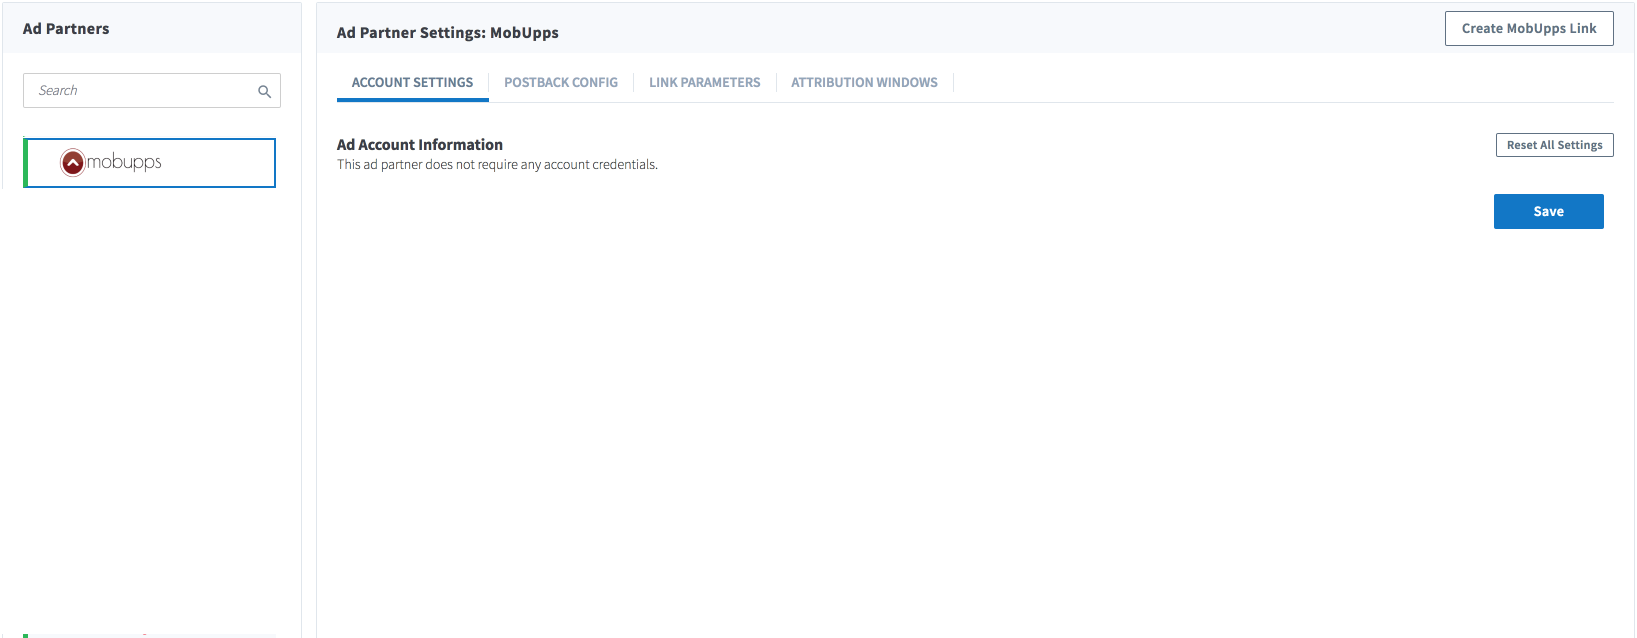 Ad Partners
Search
mobupps
Ad Partner Settings: MobUpps
Create MobUpps Link
ACCOUNT SETTINGS
POSTBACK CONFIG
LINK PARAMETERS
ATTRIBUTION WINDOWS
Ad Account Information
This ad partner does not require any account credentials.
Reset All Settings
Save